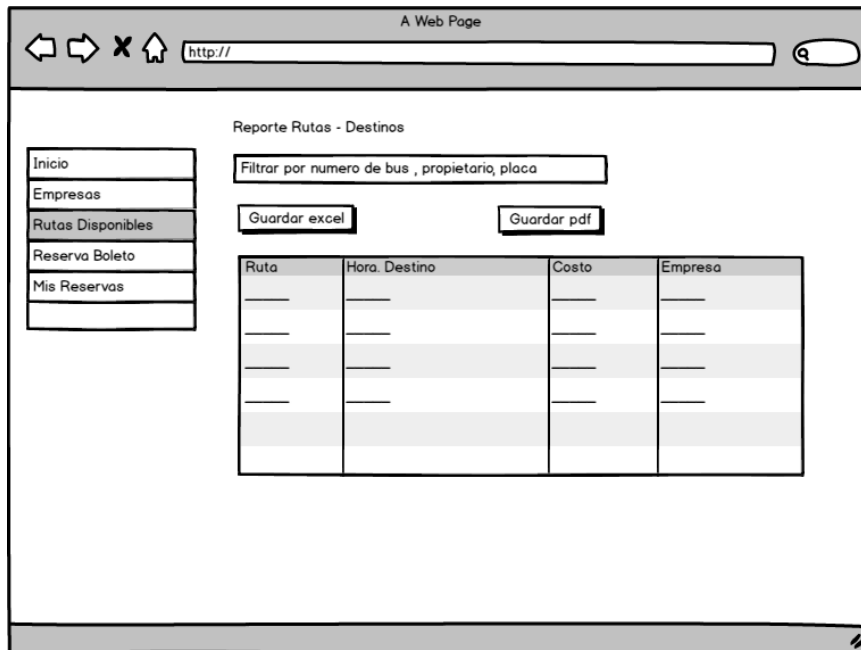 A Web Page
http://
Reporte Rutas - Destinos
Inicio
Empresas
Rutas Disponibles
Reserva Boleto
Mis Reservas
Filtrar por numero de bus , propietario, placa
Guardar excel
Guardar pdf
Ruta Hora. Destino Costo Empresa